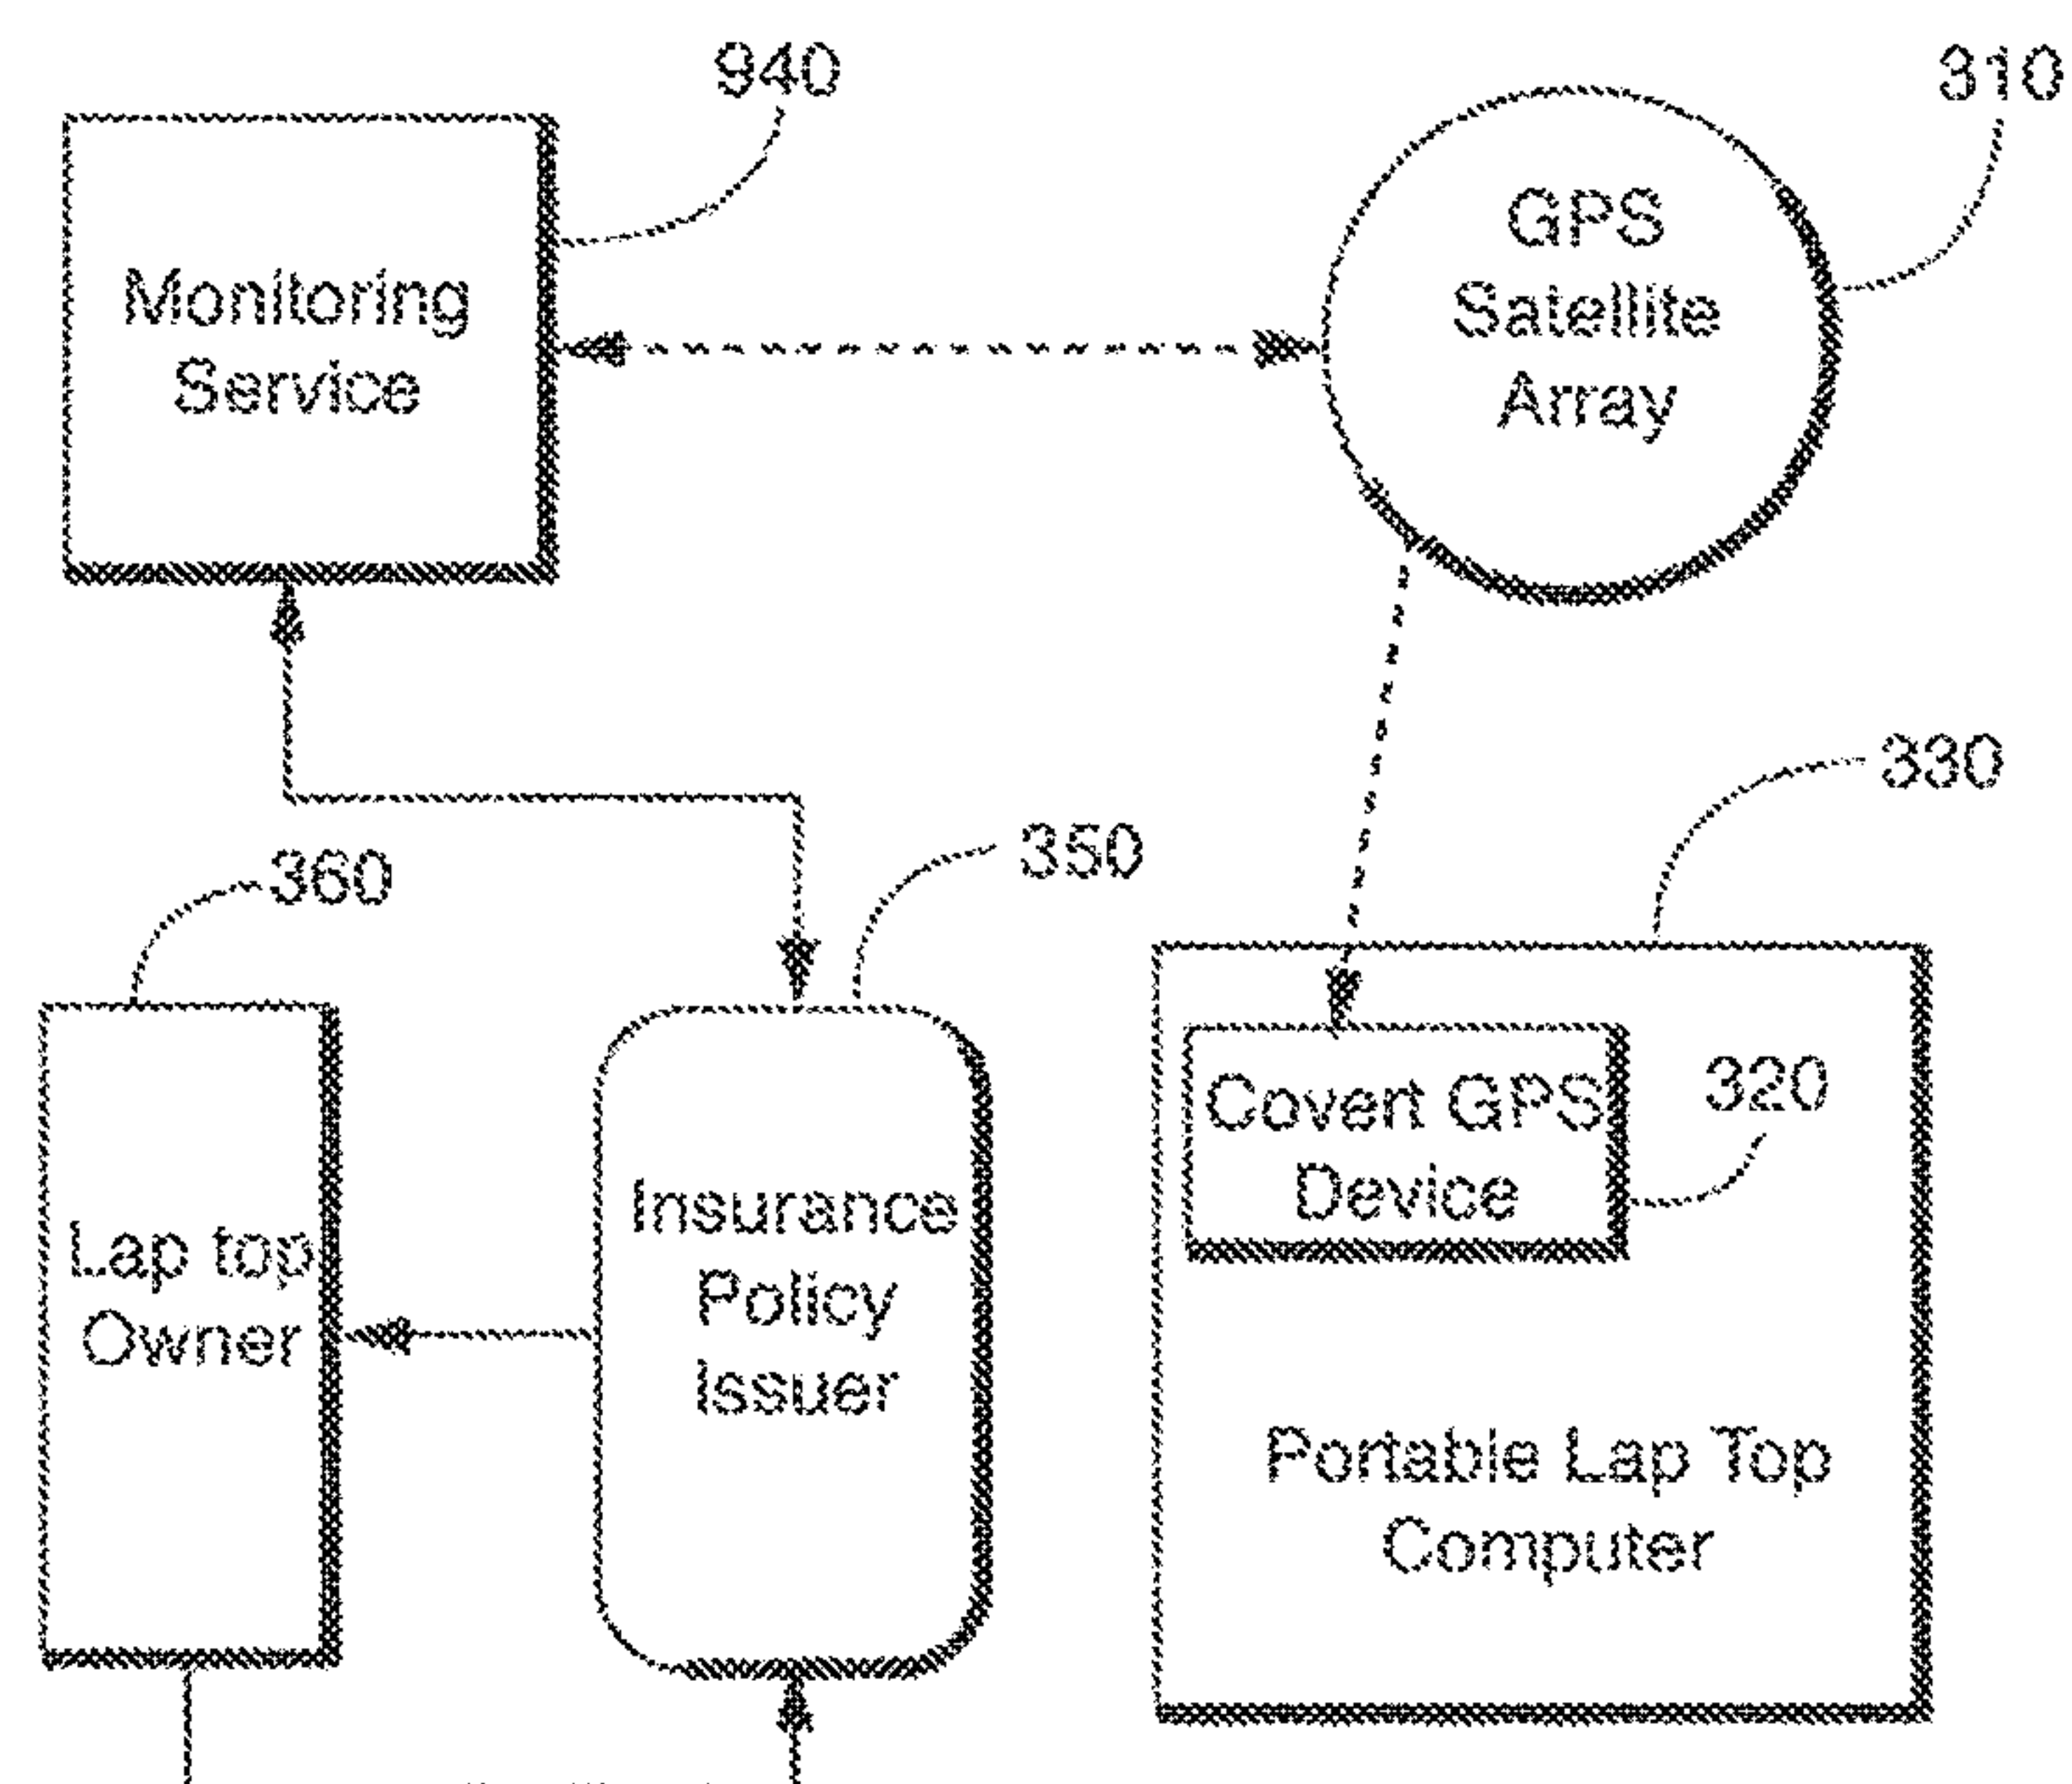 940
310
Monitoring
Service
GPS
Satellite
Array
330
350
360
Covert GPS
Device
320
Insurance
Policy
Issuer
Lap top
Owner
Portable Lap Top
Computer